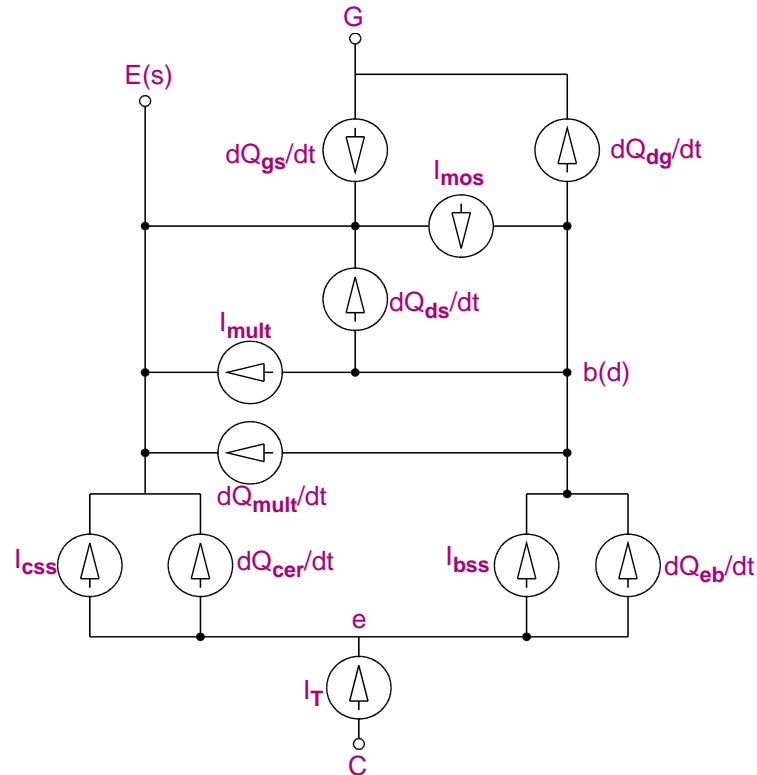 G
E(s)
dQgs/dt
dQdg/dt
Imos
dQds/dt
Imult
b(d)
dQmult/dt
Icss
dQcer/dt
Ibss
dQeb/dt
e
IT
C